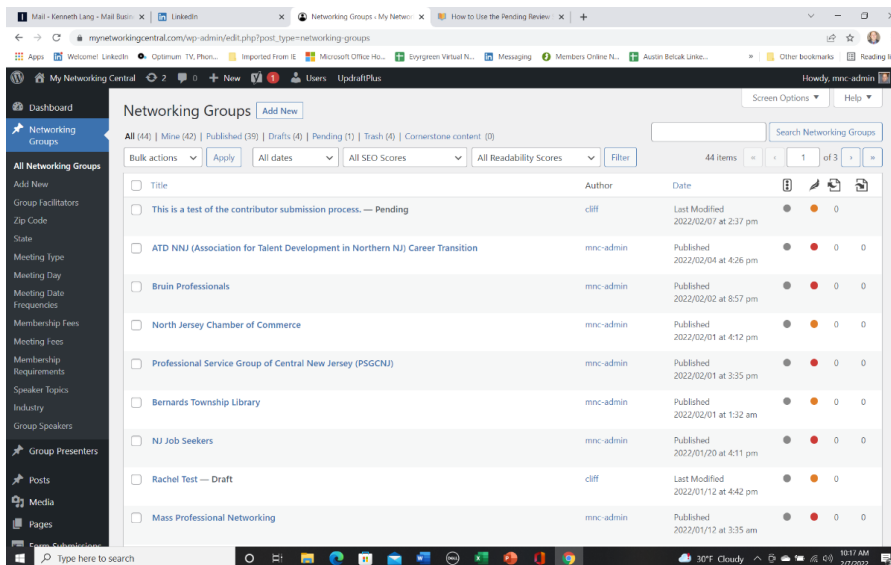 Mail - Kenneth Lang - Mail Busin
LinkedIn
Networking Groups ‹ My Networ
How to Use the Pending Review
mynetworkingcentral.com/wp-admin/edit.php?post_type=networking-groups
Apps Welcome! LinkedIn Optimum TV, Phon... Imported From IE Microsoft Office Ho... Evyrgreen Virtual N... Messaging Members Online N... Austin Belcak Linke... » Other bookmarks Reading li
My Networking Central 2 0 + New 1 Users UpdraftPlus Howdy, mnc-admin
Screen Options ▼ Help ▼
Dashboard
Networking Groups
All Networking Groups
Add New
Group Facilitators
Zip Code
State
Meeting Type
Meeting Day
Meeting Date Frequencies
Membership Fees
Meeting Fees
Membership Requirements
Speaker Topics
Industry
Group Speakers
Group Presenters
Posts
Media
Pages
Form Submissions
Networking Groups Add New
All (44) | Mine (42) | Published (39) | Drafts (4) | Pending (1) | Trash (4) | Cornerstone content (0)
Search Networking Groups
Bulk actions Apply All dates All SEO Scores All Readability Scores Filter 44 items « ‹ 1 of 3 › »
Title Author Date
This is a test of the contributor submission process. — Pending cliff Last Modified 0
2022/02/07 at 2:37 pm
ATD NNJ (Association for Talent Development in Northern NJ) Career Transition mnc-admin Published 0 0
2022/02/04 at 4:26 pm
Bruin Professionals mnc-admin Published 0 0
2022/02/02 at 8:57 pm
North Jersey Chamber of Commerce mnc-admin Published 0 0
2022/02/01 at 4:12 pm
Professional Service Group of Central New Jersey (PSGCNJ) mnc-admin Published 0 0
2022/02/01 at 3:35 pm
Bernards Township Library mnc-admin Published 0 0
2022/02/01 at 1:32 am
NJ Job Seekers mnc-admin Published 0 0
2022/01/20 at 4:11 pm
Rachel Test — Draft cliff Last Modified 0
2022/01/12 at 4:42 pm
Mass Professional Networking mnc-admin Published 0 0
2022/01/12 at 3:35 am
Type here to search
30°F Cloudy
10:17 AM
2/7/2022